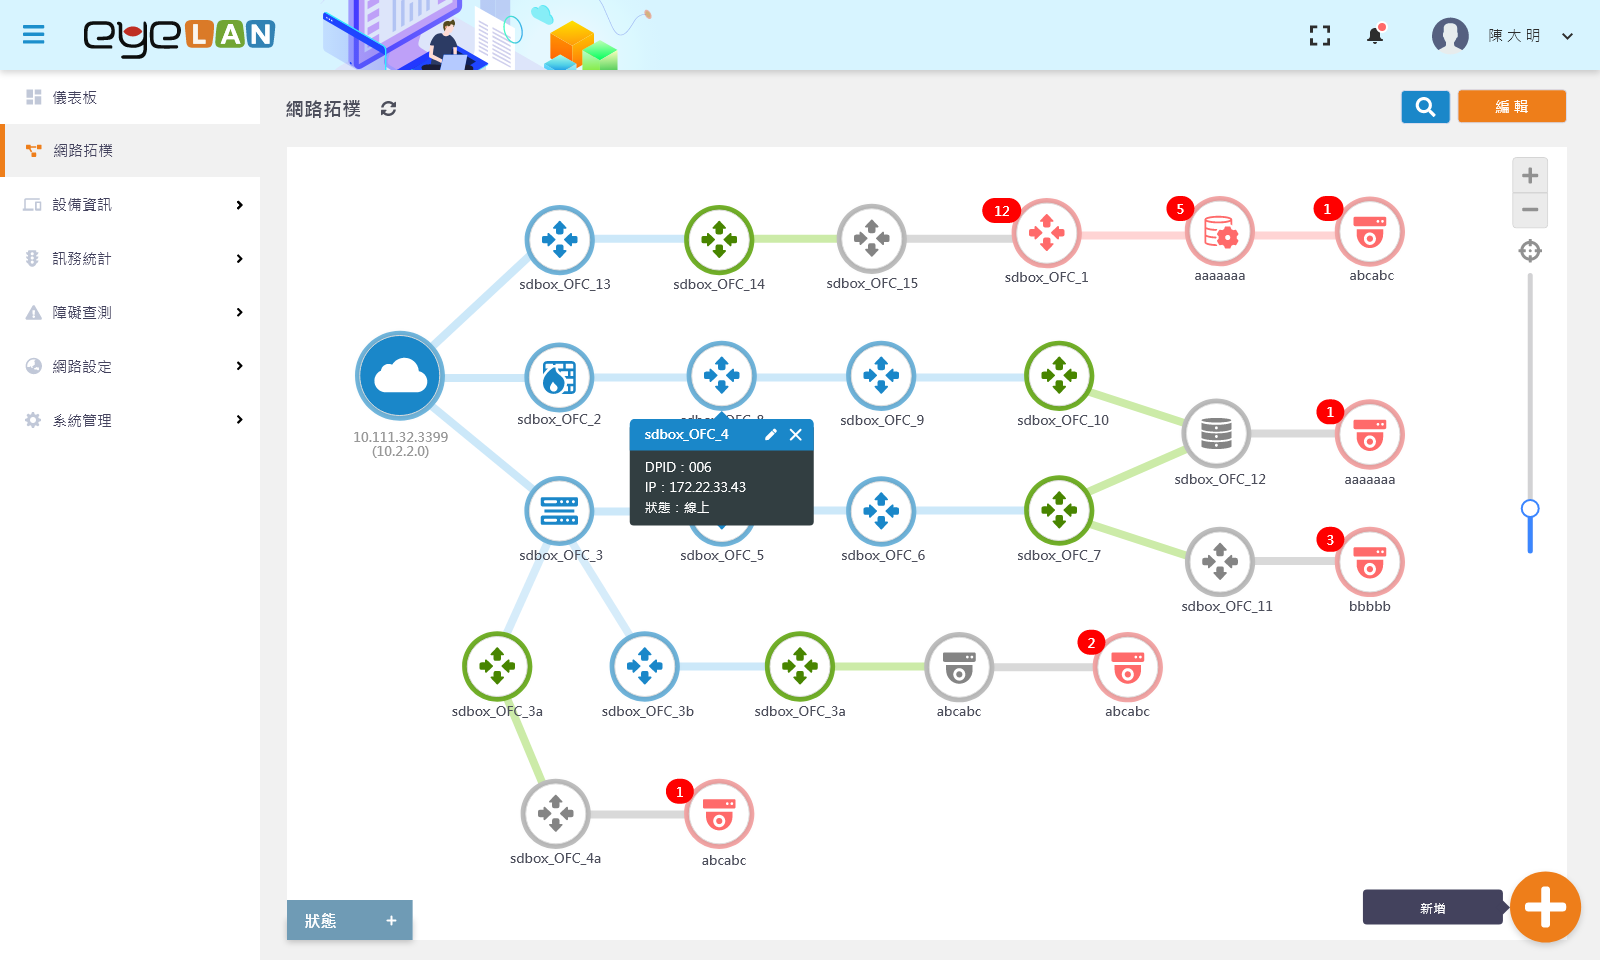 eyeLAN
陳大明
儀表板
網路拓樸
設備資訊
訊務統計
障礙查測
網路設定
系統管理
網路拓樸
編輯
12
5
1
sdbox_OFC_13
sdbox_OFC_14
sdbox_OFC_15
sdbox_OFC_1
aaaaaaa
abcabc
10.111.32.3399
(10.2.2.0)
sdbox_OFC_2
sdbox_OFC_8
sdbox_OFC_9
sdbox_OFC_10
1
sdbox_OFC_12
aaaaaaa
sdbox_OFC_4
DPID : 006
IP : 172.22.33.43
狀態 : 線上
sdbox_OFC_3
sdbox_OFC_5
sdbox_OFC_6
sdbox_OFC_7
3
sdbox_OFC_11
bbbbb
2
sdbox_OFC_3a
sdbox_OFC_3b
sdbox_OFC_3a
abcabc
abcabc
1
sdbox_OFC_4a
abcabc
狀態 +
新增